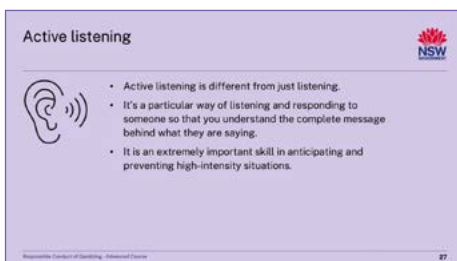 Active listening
NSW
GOVERNMENT
• Active listening is different from just listening.
• It's a particular way of listening and responding to
someone so that you understand the complete message
behind what they are saying.
• It is an extremely important skill in anticipating and
preventing high-intensity situations.
Responsible Conduct of Gambling - Advanced Course
27